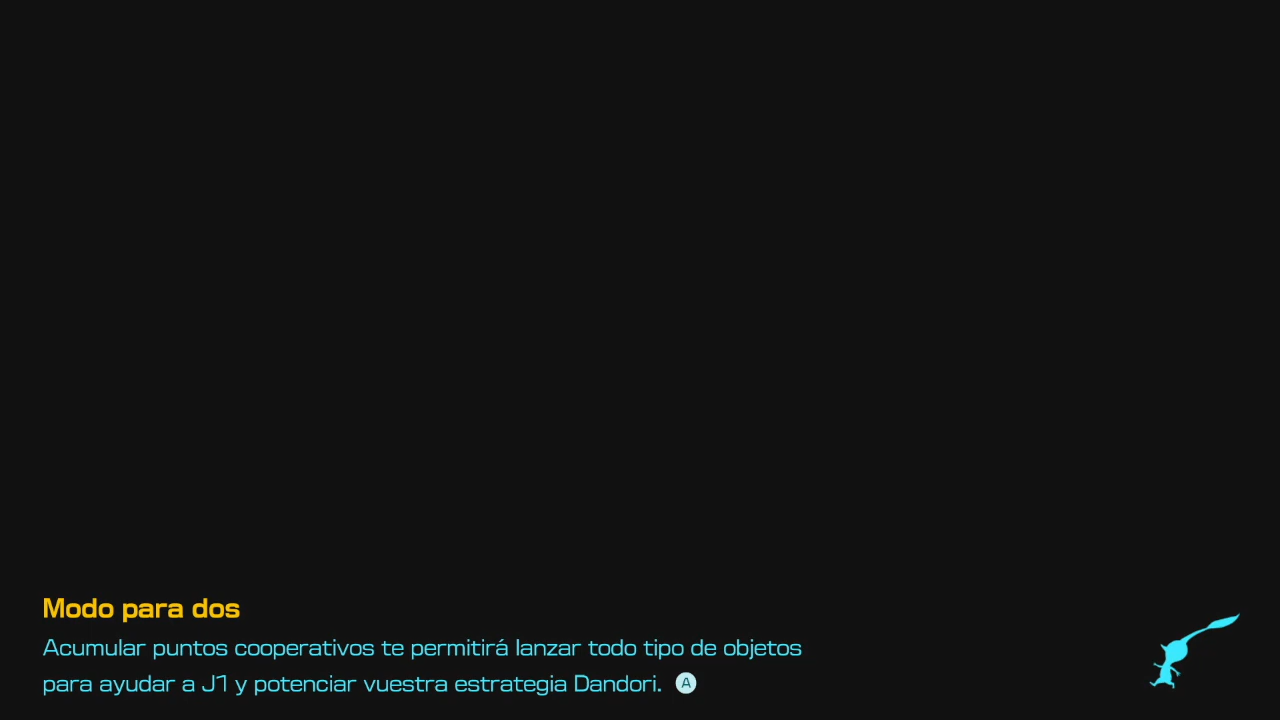 Modo para dos
Acumular puntos cooperativos te permitirá lanzar todo tipo de objetos
para ayudar a J1 y potenciar vuestra estrategia Dandori. A